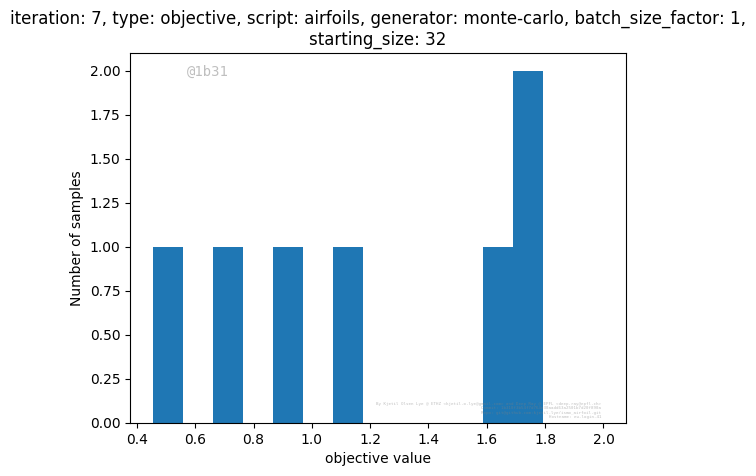 iteration: 7, type: objective, script: airfoils, generator: monte-carlo, batch_size_factor: 1,
starting_size: 32
@1b31
Number of samples
2.00
1.75
1.50
1.25
1.00
0.75
0.50
0.25
0.00
0.4 0.6 0.8 1.0 1.2 1.4 1.6 1.8 2.0
objective value